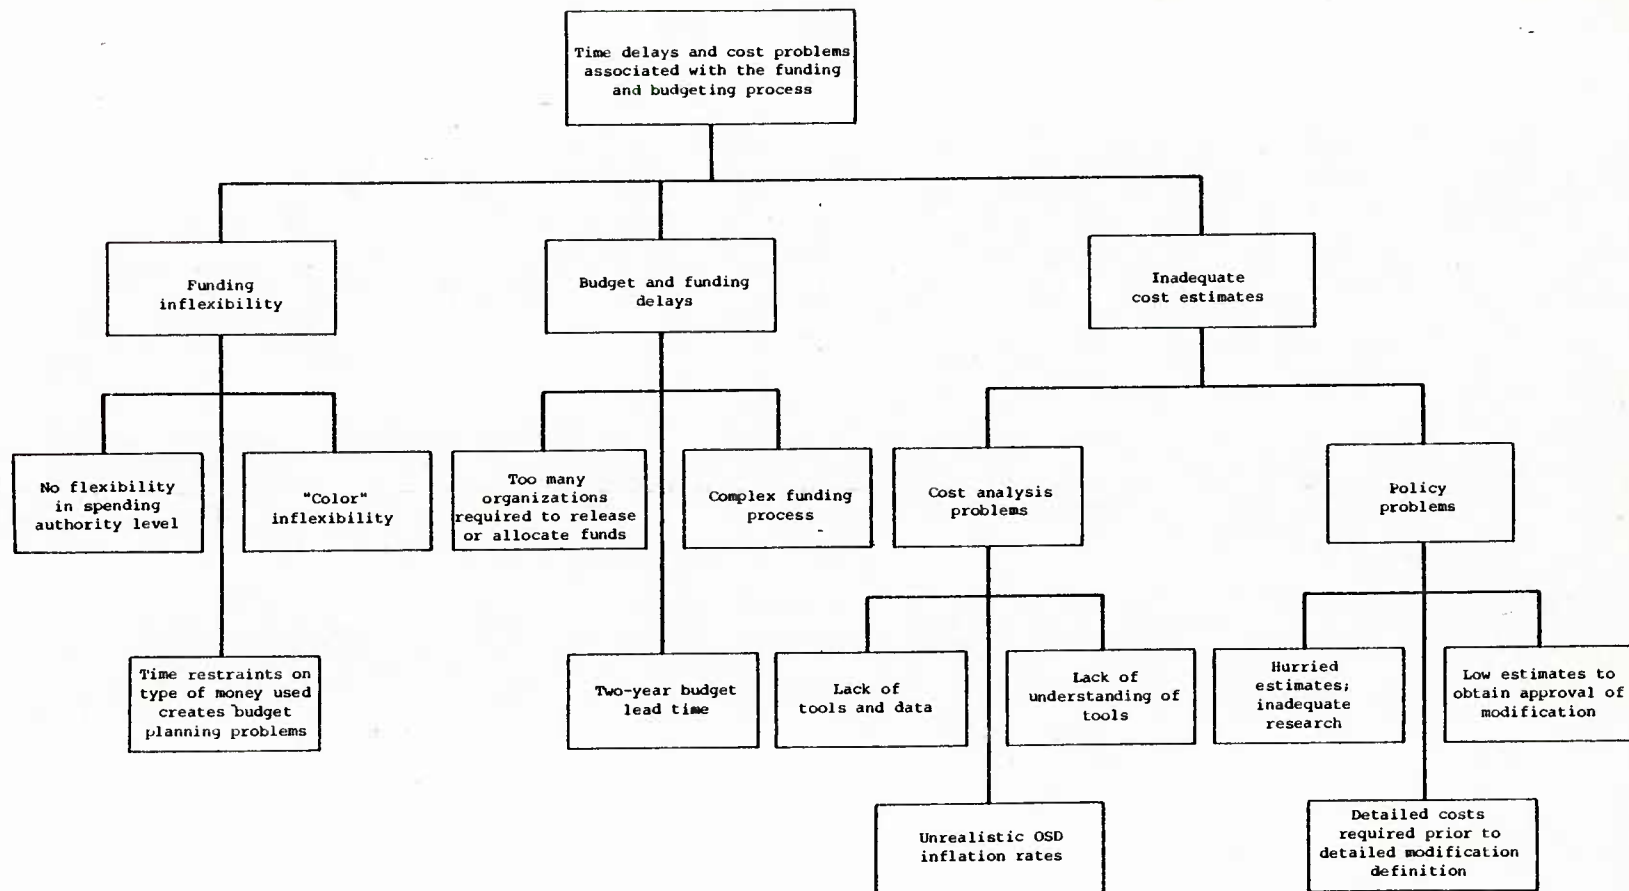 Time delays and cost problems
associated with the funding
and budgeting process
Funding
inflexibility
Budget and funding
delays
Inadequate
cost estimates
No flexibility
in spending
authority level
"Color"
inflexibility
Too many
organizations
required to release
or allocate funds
Complex funding
process
Cost analysis
problems
Policy
problems
Time restraints on
type of money used
creates budget
planning problems
Two-year budget
lead time
Lack of
tools and data
Lack of
understanding of
tools
Hurried
estimates;
inadequate
research
Low estimates to
obtain approval of
modification
Unrealistic OSD
inflation rates
Detailed costs
required prior to
detailed modification
definition